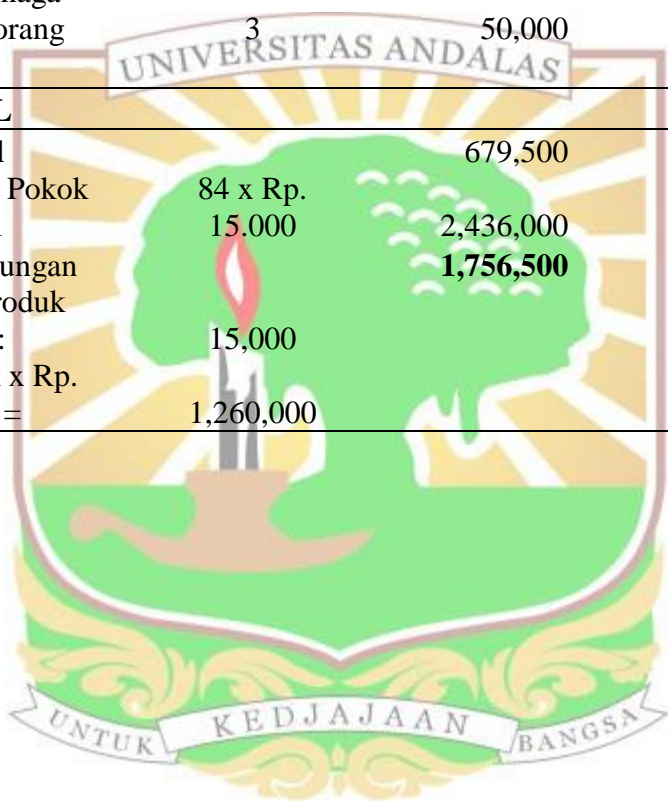 orang 3 50,000
UNIVERSITAS ANDALAS
L
679,500
Pokok 84 x Rp.
15.000 2,436,000
ungan 1,756,500
roduk
: 15,000
x Rp.
= 1,260,000
UNTUK KEDJAJAAN BANGSA